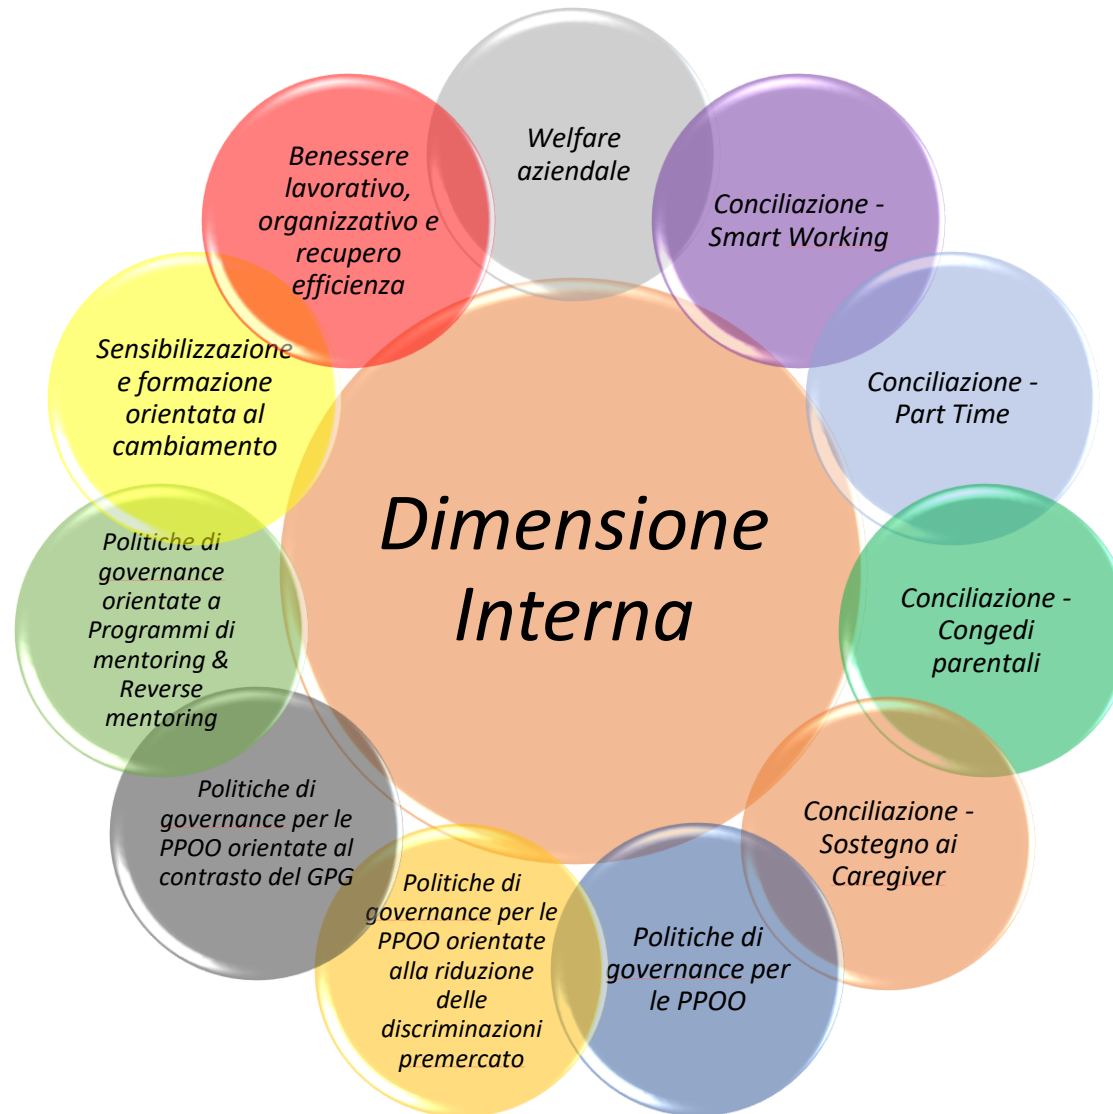 Dimensione
Interna
Welfare
aziendale
Conciliazione -
Smart Working
Conciliazione -
Part Time
Conciliazione -
Congedi
parentali
Conciliazione -
Sostegno ai
Caregiver
Politiche di
governance per
le PPOO
Politiche di
governance per le
PPOO orientate
alla riduzione
delle
discriminazioni
premercato
Politiche di
governance per le
PPOO orientate al
contrasto del GPG
Politiche di
governance
orientate a
Programmi di
mentoring &
Reverse
mentoring
Sensibilizzazione
e formazione
orientata al
cambiamento
Benessere
lavorativo,
organizzativo e
recupero
efficienza